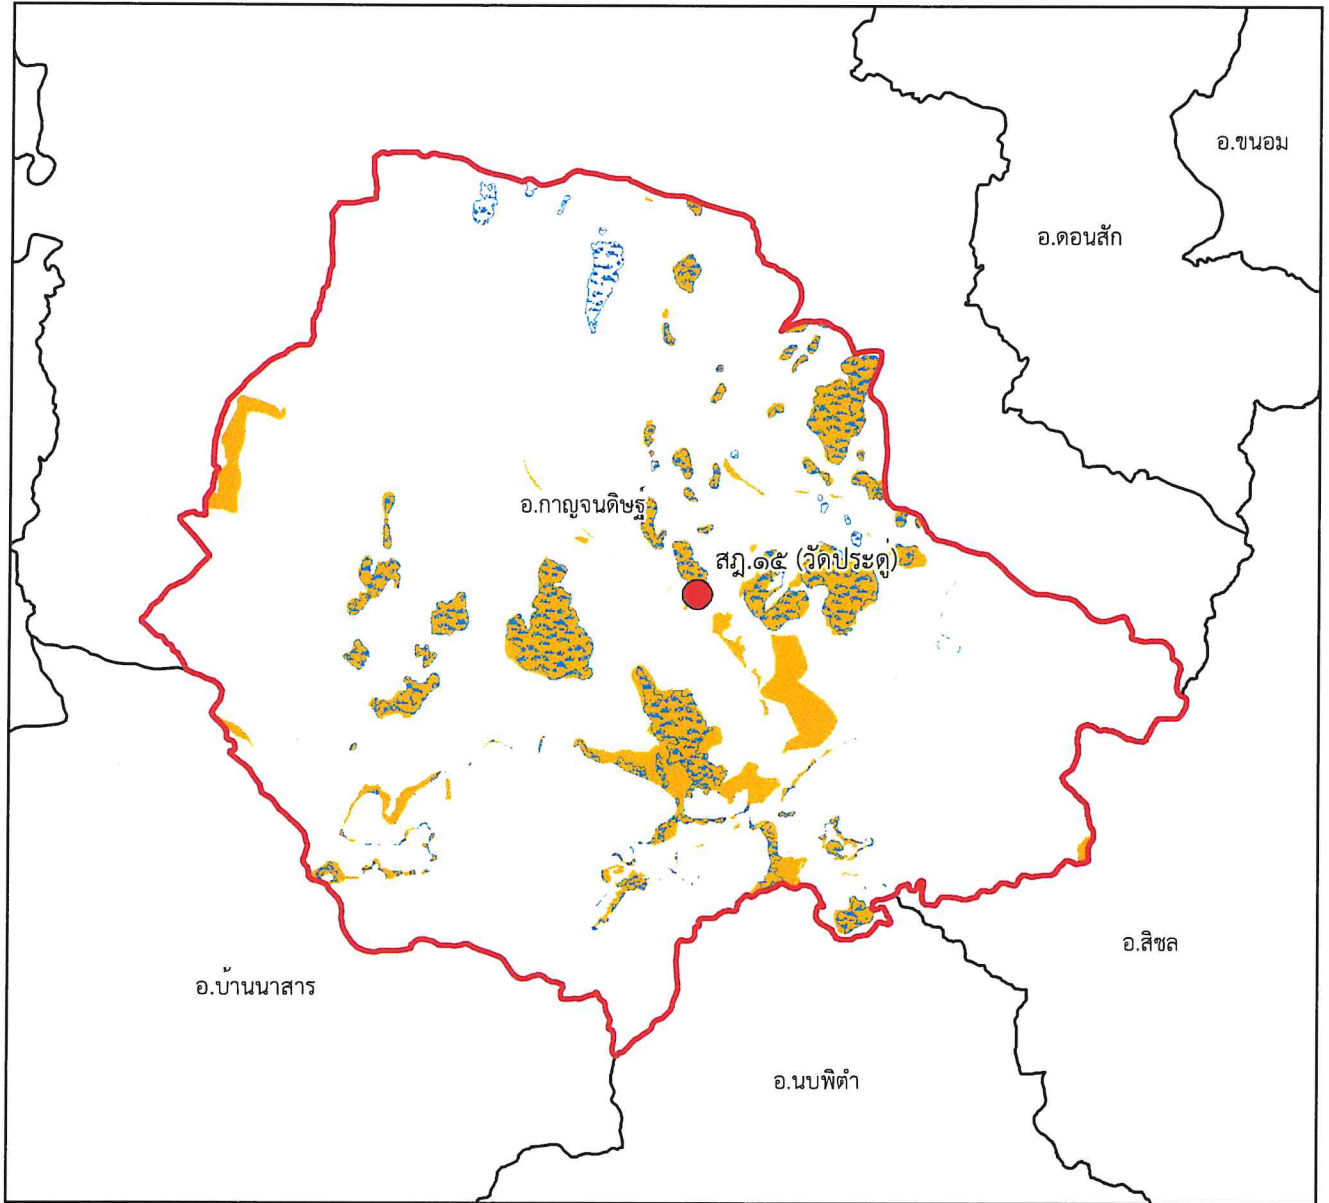 อ.ขนอม
อ.ดอนสัก
อ.กาญจนดิษฐ์
สฎ.๑๕ (วัดประดู่)
อ.สิชล
อ.บ้านนาสาร
อ.นบพิตำ